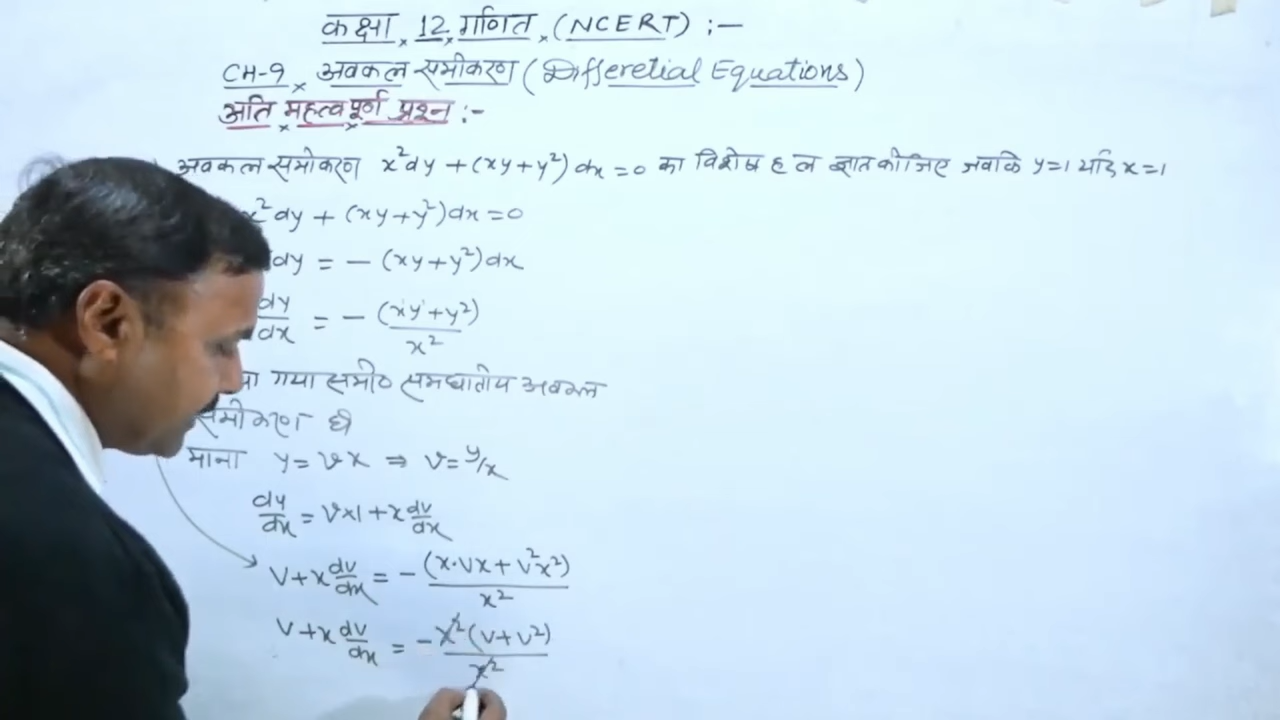 कक्षा 12 गणित (NCERT) :—
CH-9 अवकल समीकरण (Differetial Equations)
अति महत्वपूर्ण प्रश्न :-
अवकल समीकरण x²dy + (xy+y²) dx = 0 का विशेष हल ज्ञात कीजिए जबकि y=1 यदि x=1
x²dy + (xy+y²)dx = 0
dy = - (xy+y²)dx
dy/dx = - (xy+y²)/x²
गया समी० समघातीय अवकल
समीकरण है
माना y = vx ⇒ v = y/x
dy/dx = v×1 + x dv/dx
v + x dv/dx = - (x·vx + v²x²)/x²
v + x dv/dx = - x²(v+v²)/x²